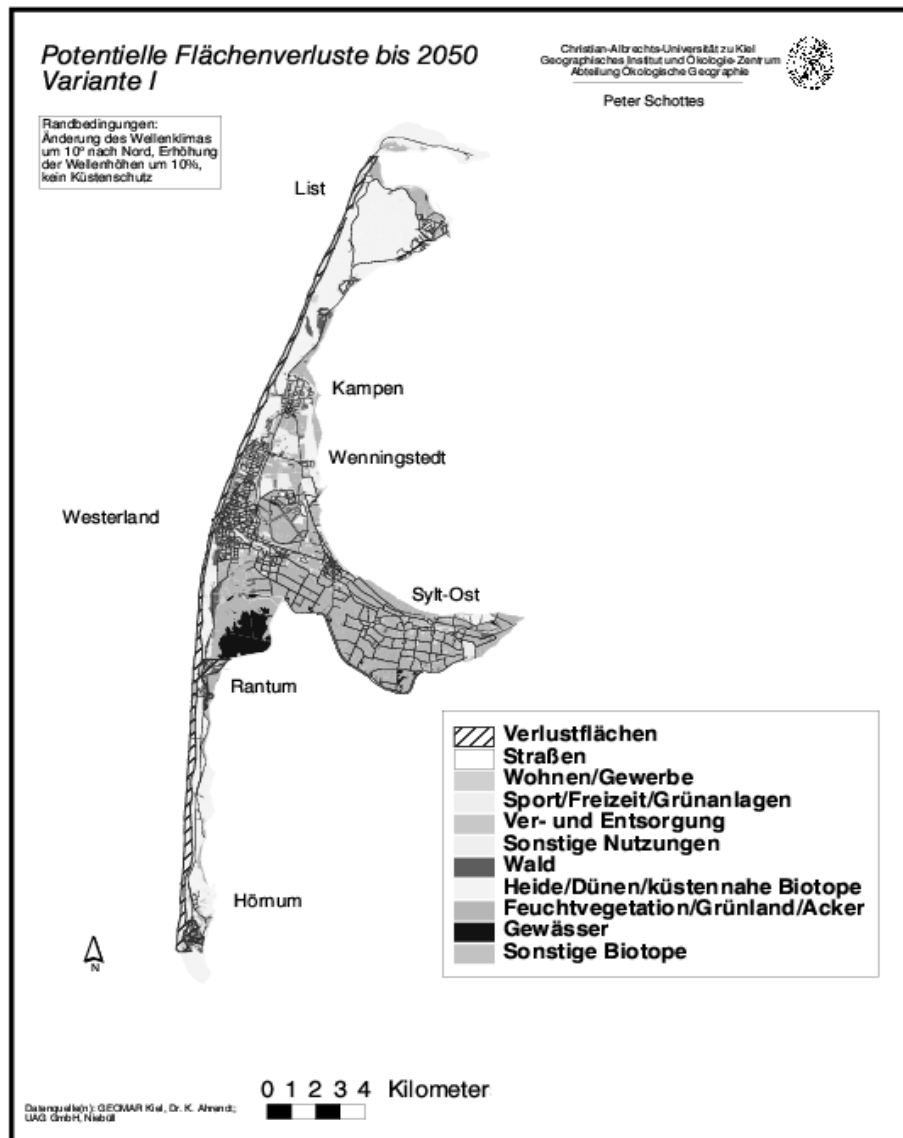 Potentielle Flächenverluste bis 2050
Variante I
Christian-Albrechts-Universität zu Kiel
Geographisches Institut und Ökologie-Zentrum
Abteilung Ökologische Geographie
Peter Schottes
Randbedingungen:
Änderung des Wellenklimas
um 10° nach Nord, Erhöhung
der Wellenhöhen um 10%,
kein Küstenschutz
List
Kampen
Wenningstedt
Westerland
Sylt-Ost
Rantum
Hörnum
Verlustflächen
Straßen
Wohnen/Gewerbe
Sport/Freizeit/Grünanlagen
Ver- und Entsorgung
Sonstige Nutzungen
Wald
Heide/Dünen/küstennahe Biotope
Feuchtvegetation/Grünland/Acker
Gewässer
Sonstige Biotope
N
0 1 2 3 4 Kilometer
Datenquelle(n): GEOMAR Kiel, Dr. K. Ahrendt;
UAG GmbH, Niebüll